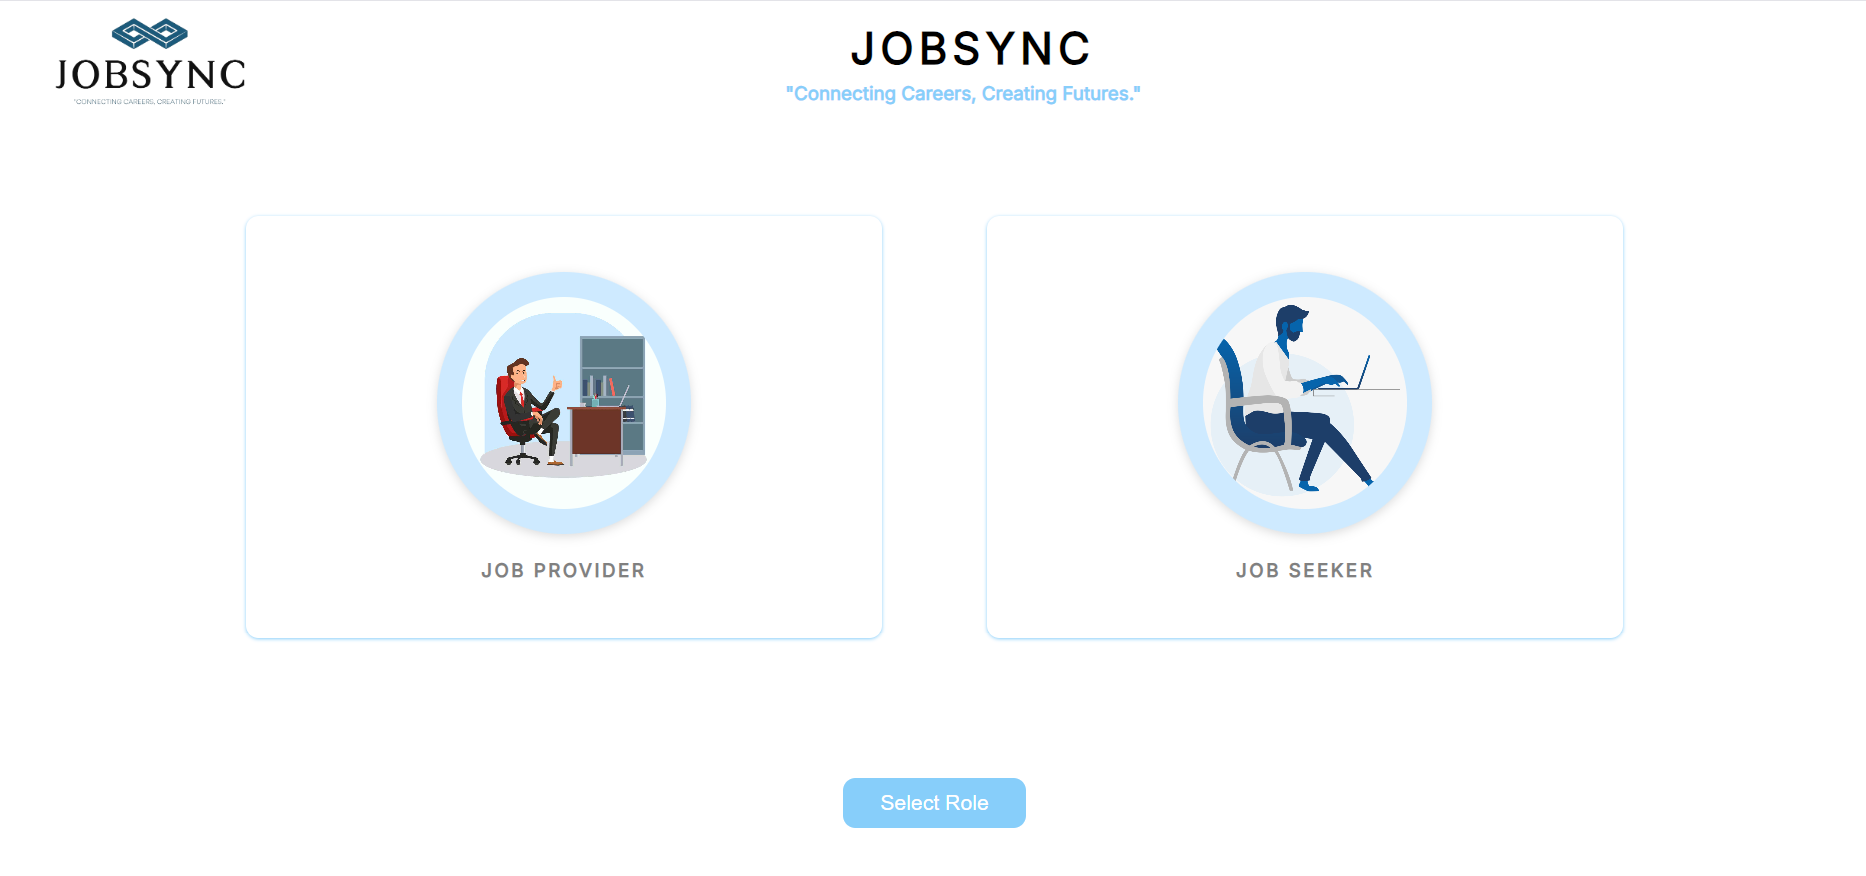 JOBSYNC
"CONNECTING CAREERS, CREATING FUTURES."
JOBSYNC
"Connecting Careers, Creating Futures."
JOB PROVIDER
JOB SEEKER
Select Role